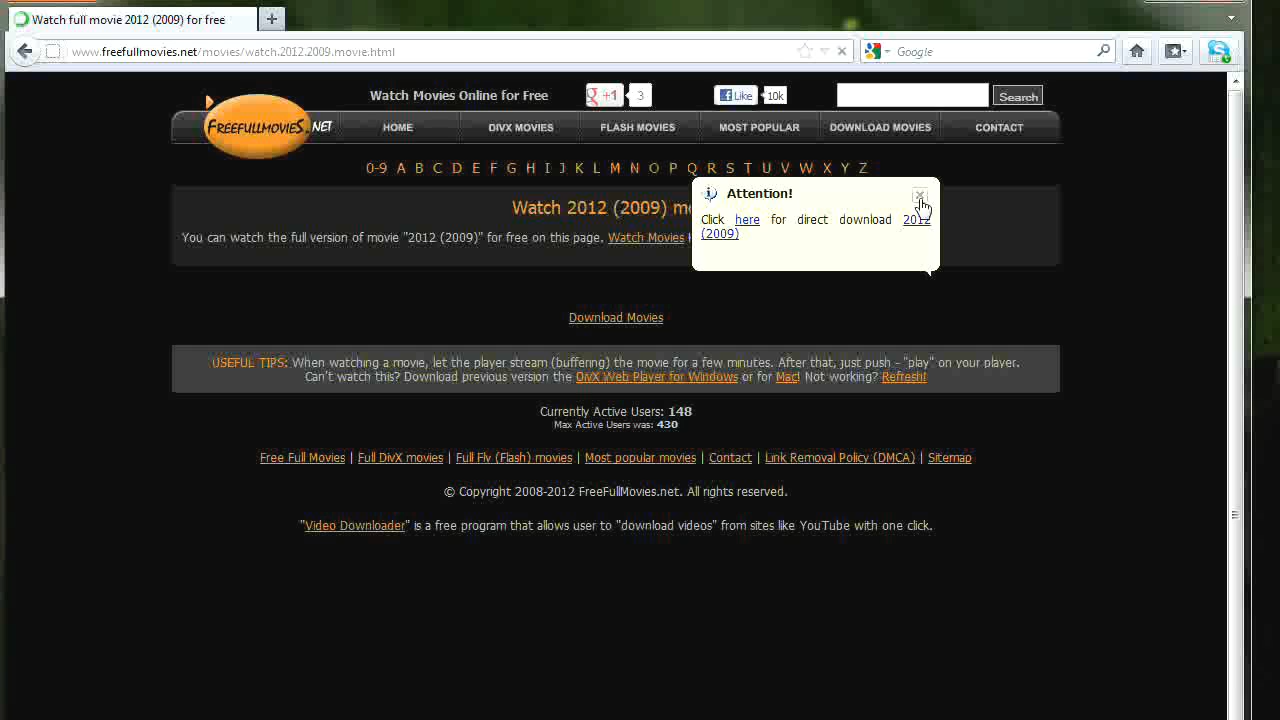 Watch full movie 2012 (2009) for free
www.freefullmovies.net/movies/watch.2012.2009.movie.html
Google
Watch Movies Online for Free
+1
3
Like
10k
Search
FREEFULLMOVIES.NET
HOME
DIVX MOVIES
FLASH MOVIES
MOST POPULAR
DOWNLOAD MOVIES
CONTACT
0-9 A B C D E F G H I J K L M N O P Q R S T U V W X Y Z
Watch 2012 (2009) mo
You can watch the full version of movie "2012 (2009)" for free on this page. Watch Movies
Attention!
Click here for direct download 2012
(2009)
Download Movies
USEFUL TIPS: When watching a movie, let the player stream (buffering) the movie for a few minutes. After that, just push - "play" on your player.
Can't watch this? Download previous version the DivX Web Player for Windows or for Mac! Not working? Refresh!
Currently Active Users: 148
Max Active Users was: 430
Free Full Movies | Full DivX movies | Full Flv (Flash) movies | Most popular movies | Contact | Link Removal Policy (DMCA) | Sitemap
© Copyright 2008-2012 FreeFullMovies.net. All rights reserved.
"Video Downloader" is a free program that allows user to "download videos" from sites like YouTube with one click.